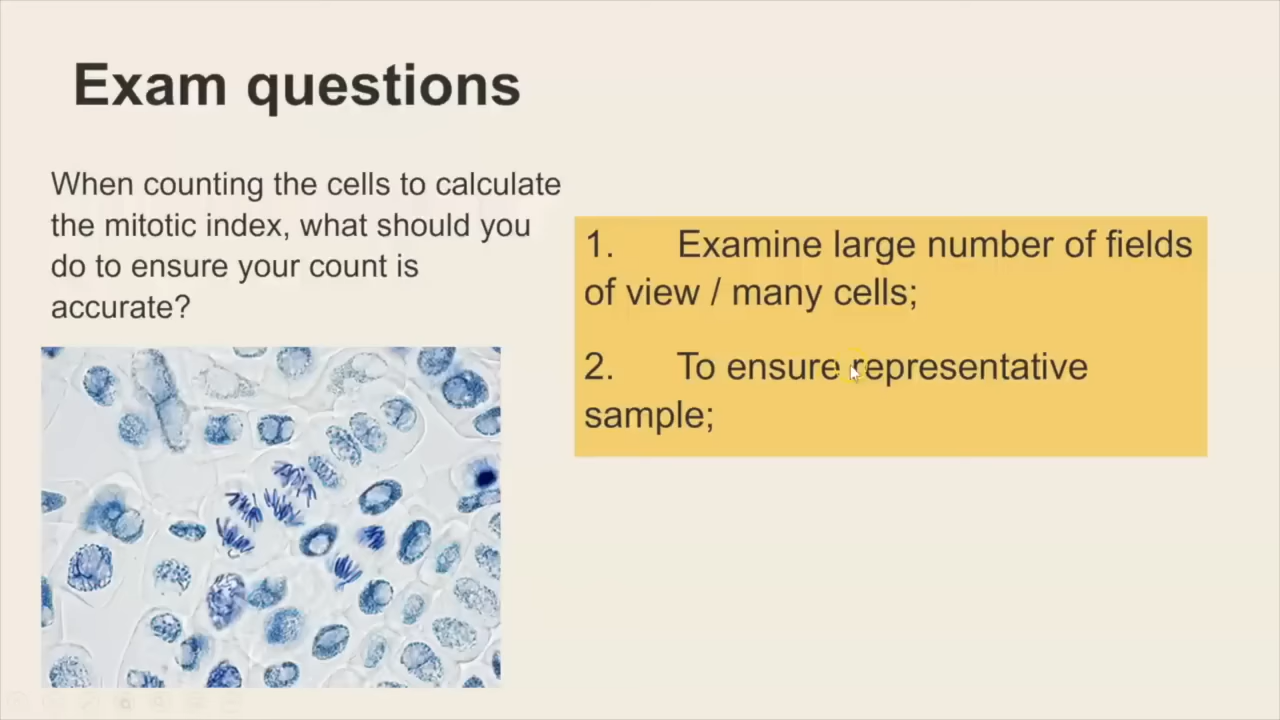 Exam questions
When counting the cells to calculate
the mitotic index, what should you
do to ensure your count is
accurate?
1. Examine large number of fields
of view / many cells;
2. To ensure representative
sample;